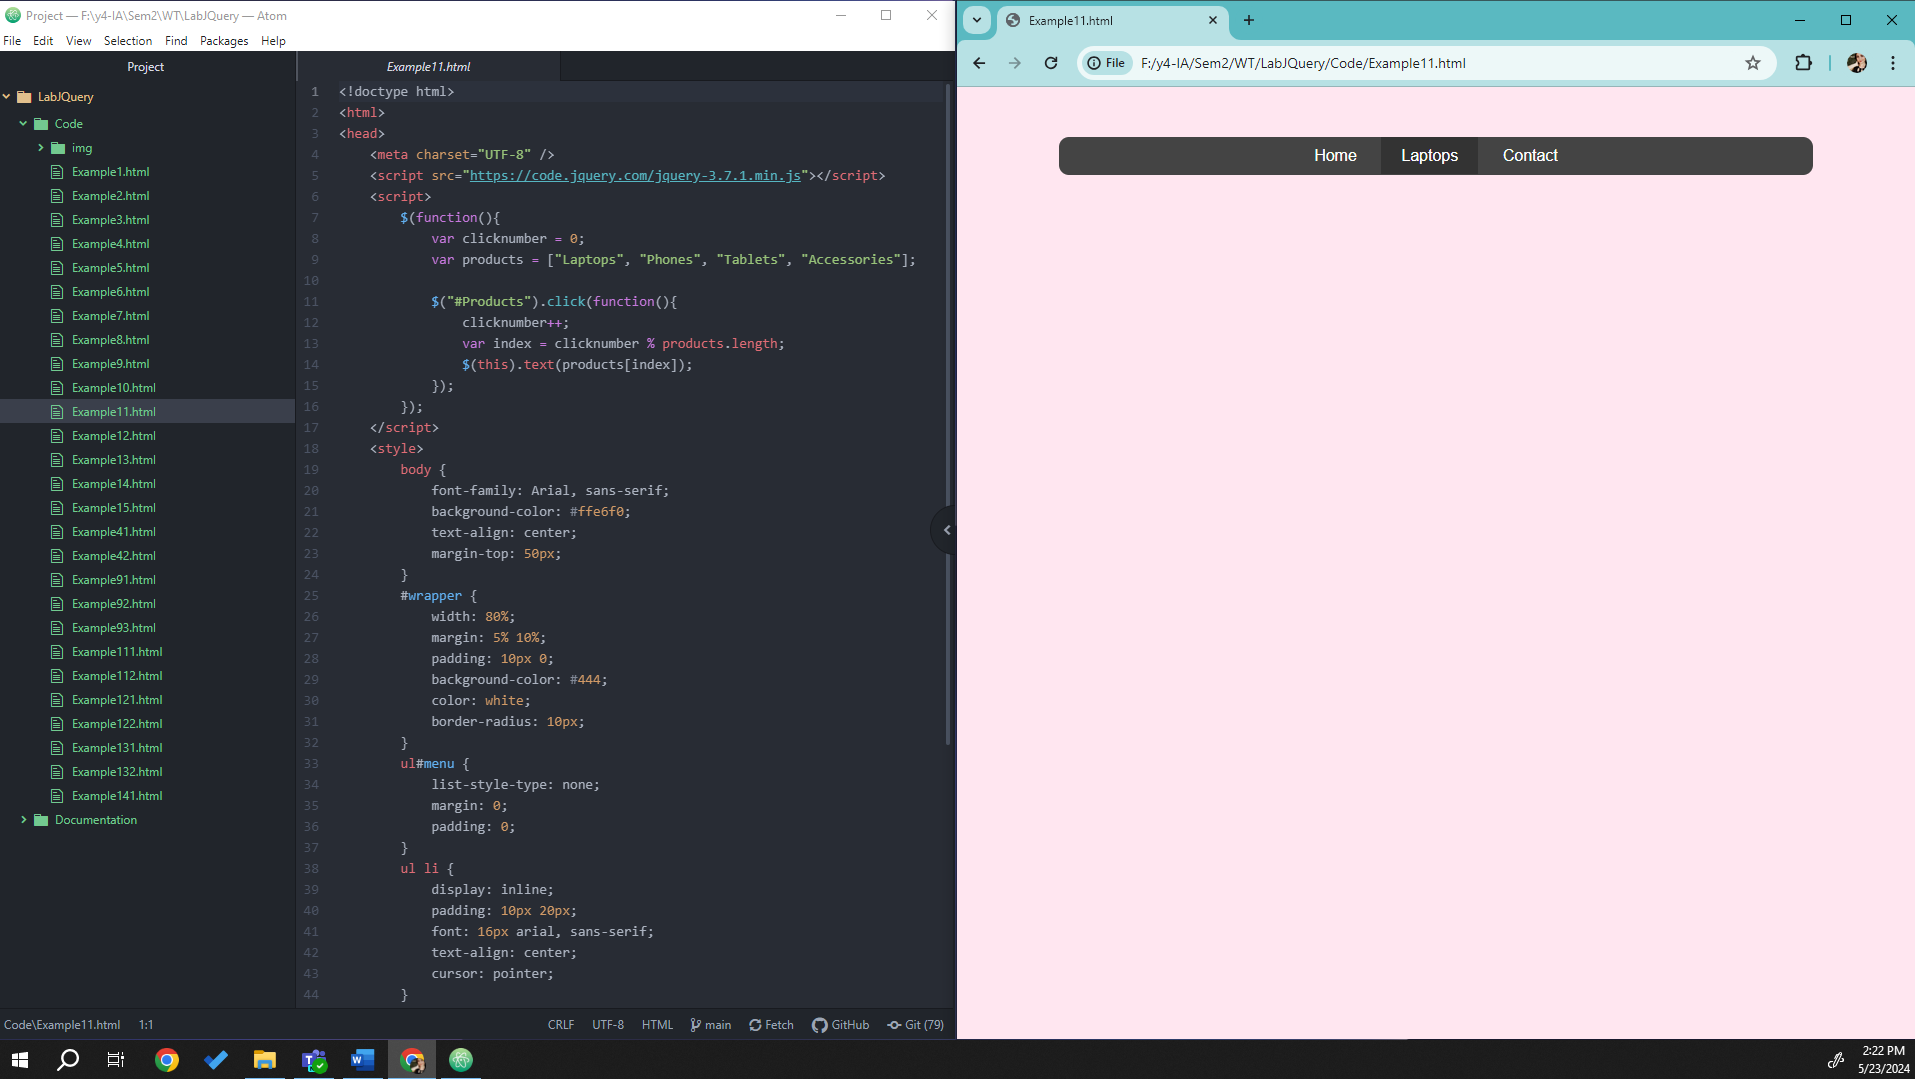 Project — F:\y4-IA\Sem2\WT\LabJQuery — Atom
File Edit View Selection Find Packages Help
Project
LabJQuery
Code
img
Example1.html
Example2.html
Example3.html
Example4.html
Example5.html
Example6.html
Example7.html
Example8.html
Example9.html
Example10.html
Example11.html
Example12.html
Example13.html
Example14.html
Example15.html
Example41.html
Example42.html
Example91.html
Example92.html
Example93.html
Example111.html
Example112.html
Example121.html
Example122.html
Example131.html
Example132.html
Example141.html
Documentation
Example11.html
1 <!doctype html>
2 <html>
3 <head>
4 <meta charset="UTF-8" />
5 <script src="https://code.jquery.com/jquery-3.7.1.min.js"></script>
6 <script>
7 $(function(){
8 var clicknumber = 0;
9 var products = ["Laptops", "Phones", "Tablets", "Accessories"];
10
11 $("#Products").click(function(){
12 clicknumber++;
13 var index = clicknumber % products.length;
14 $(this).text(products[index]);
15 });
16 });
17 </script>
18 <style>
19 body {
20 font-family: Arial, sans-serif;
21 background-color: #ffe6f0;
22 text-align: center;
23 margin-top: 50px;
24 }
25 #wrapper {
26 width: 80%;
27 margin: 5% 10%;
28 padding: 10px 0;
29 background-color: #444;
30 color: white;
31 border-radius: 10px;
32 }
33 ul#menu {
34 list-style-type: none;
35 margin: 0;
36 padding: 0;
37 }
38 ul li {
39 display: inline;
40 padding: 10px 20px;
41 font: 16px arial, sans-serif;
42 text-align: center;
43 cursor: pointer;
44 }
Code\Example11.html 1:1 CRLF UTF-8 HTML main Fetch GitHub Git (79)
Example11.html
File F:/y4-IA/Sem2/WT/LabJQuery/Code/Example11.html
Home Laptops Contact
2:22 PM
5/23/2024